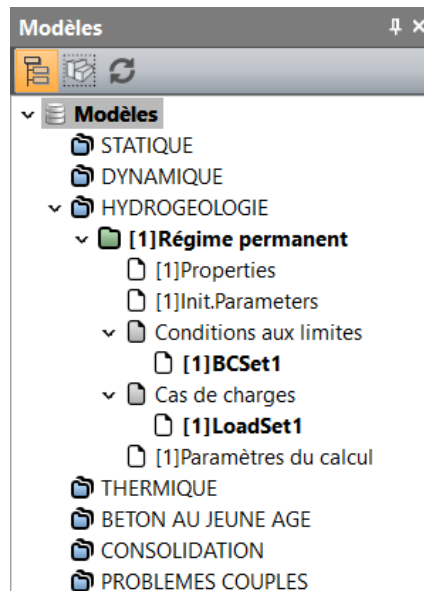 Modèles
Modèles
STATIQUE
DYNAMIQUE
HYDROGEOLOGIE
[1]Régime permanent
[1]Properties
[1]Init.Parameters
Conditions aux limites
[1]BCSet1
Cas de charges
[1]LoadSet1
[1]Paramètres du calcul
THERMIQUE
BETON AU JEUNE AGE
CONSOLIDATION
PROBLEMES COUPLES